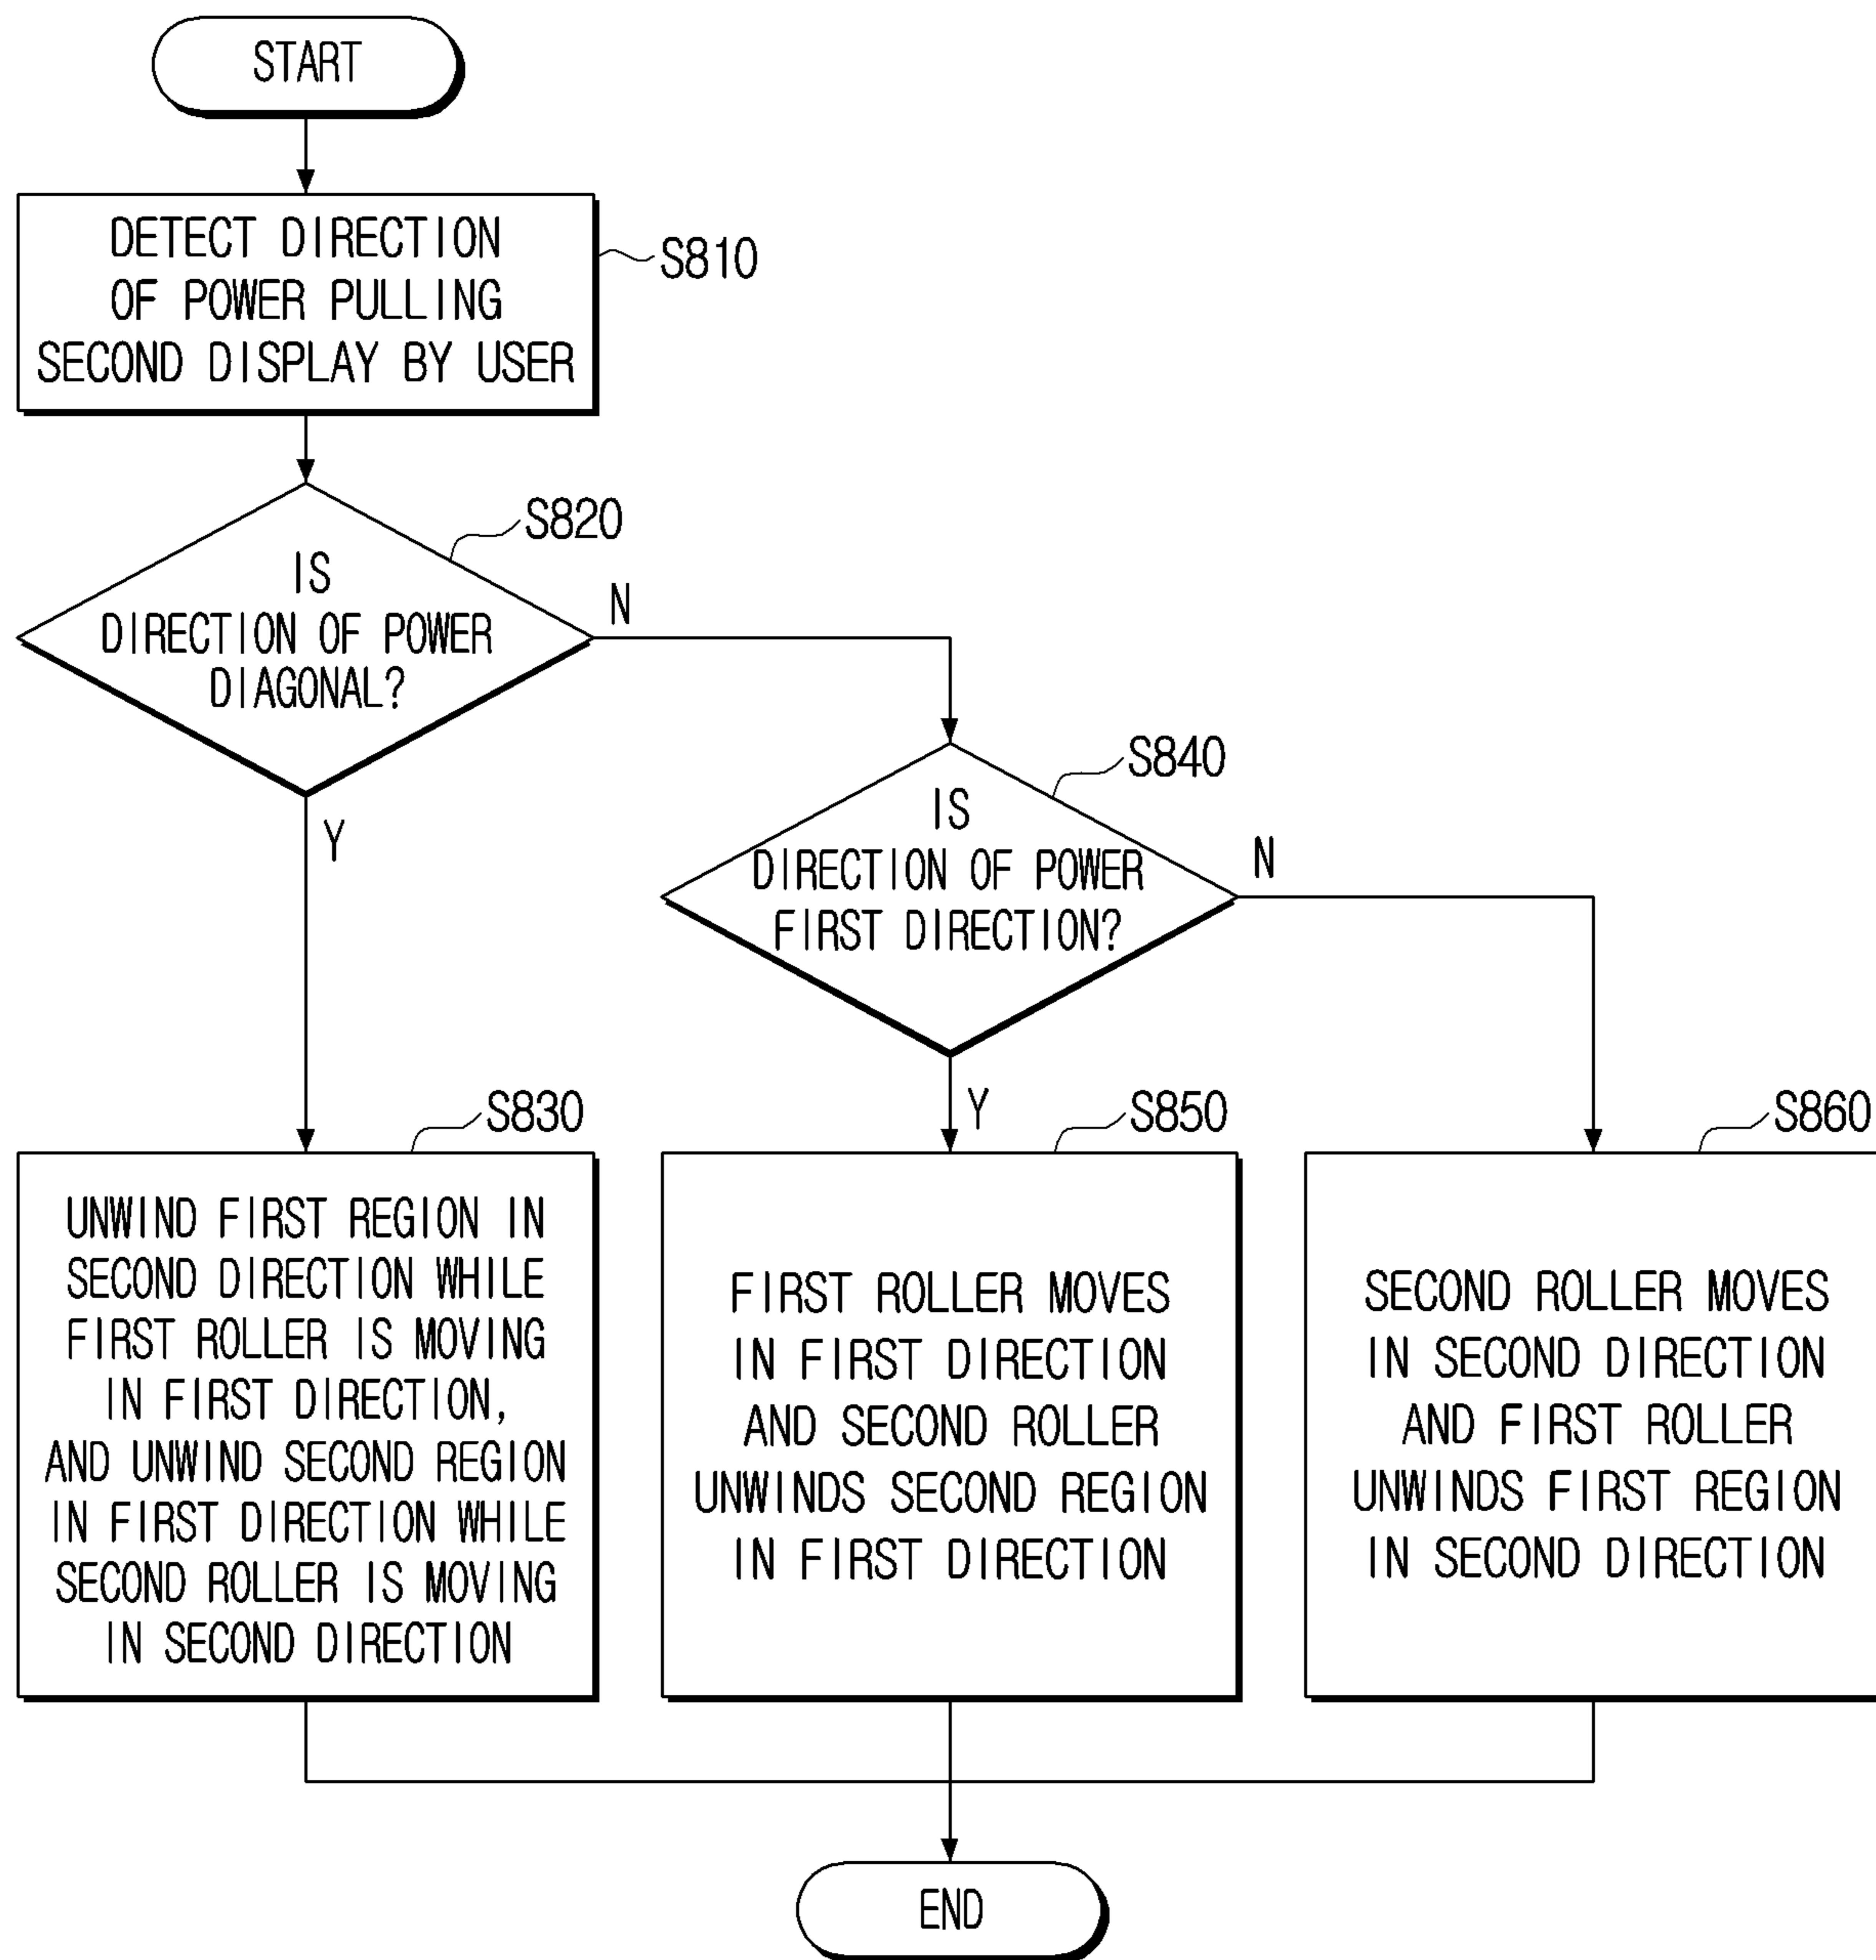 START
DETECT DIRECTION
OF POWER PULLING
SECOND DISPLAY BY USER
S810
S820
IS
DIRECTION OF POWER
DIAGONAL?
N
Y
S840
IS
DIRECTION OF POWER
FIRST DIRECTION?
N
Y
S830
UNWIND FIRST REGION IN
SECOND DIRECTION WHILE
FIRST ROLLER IS MOVING
IN FIRST DIRECTION,
AND UNWIND SECOND REGION
IN FIRST DIRECTION WHILE
SECOND ROLLER IS MOVING
IN SECOND DIRECTION
S850
FIRST ROLLER MOVES
IN FIRST DIRECTION
AND SECOND ROLLER
UNWINDS SECOND REGION
IN FIRST DIRECTION
S860
SECOND ROLLER MOVES
IN SECOND DIRECTION
AND FIRST ROLLER
UNWINDS FIRST REGION
IN SECOND DIRECTION
END